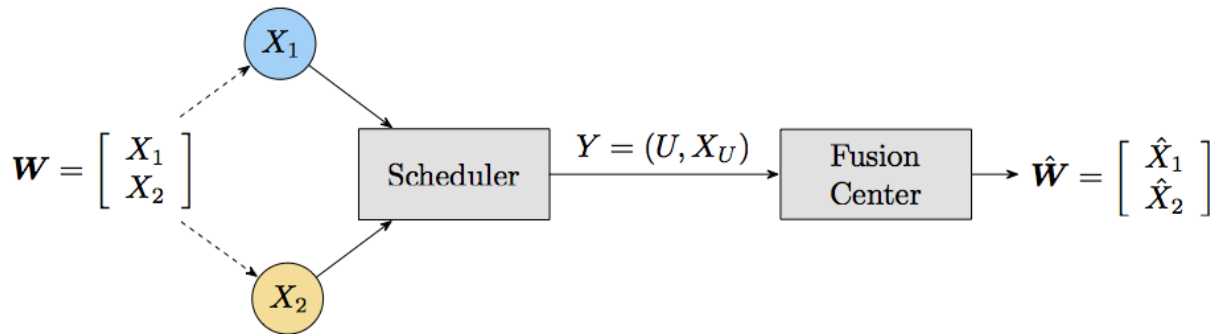 X₁
W = [ X₁
X₂ ]
Scheduler
Y = (U, X_U)
Fusion
Center
Ŵ = [ X̂₁
X̂₂ ]
X₂